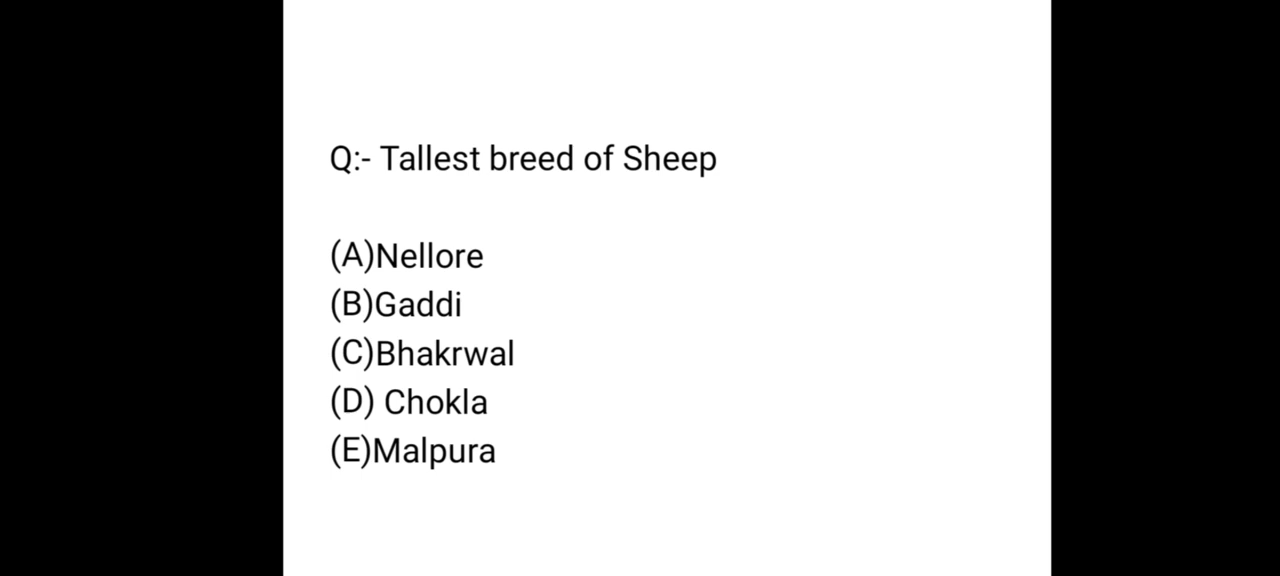 Q:- Tallest breed of Sheep
(A)Nellore
(B)Gaddi
(C)Bhakrwal
(D) Chokla
(E)Malpura